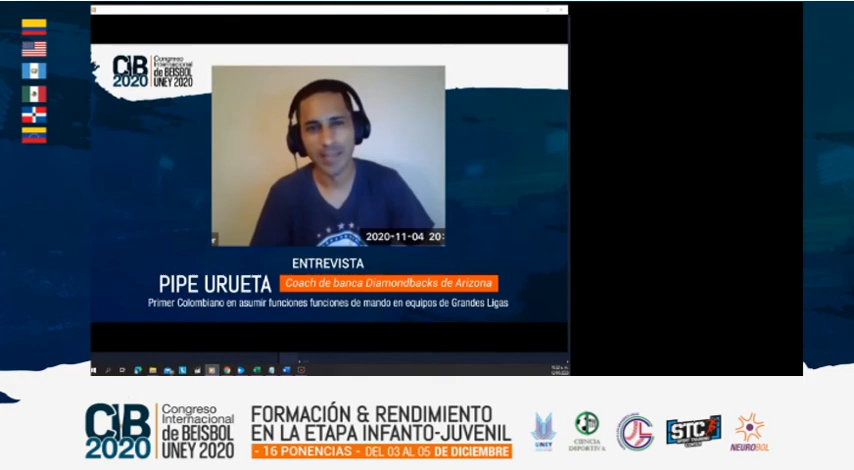 CIB
2020
Congreso
Internacional
de BEISBOL
UNEY 2020
2020-11-04 20:
ENTREVISTA
PIPE URUETA
Coach de banca Diamondbacks de Arizona
Primer Colombiano en asumir funciones funciones de mando en equipos de Grandes Ligas
CIB
2020
Congreso
Internacional
de BEISBOL
UNEY 2020
FORMACIÓN & RENDIMIENTO
EN LA ETAPA INFANTO-JUVENIL
- 16 PONENCIAS - DEL 03 AL 05 DE DICIEMBRE
UNEY
CIENCIA
DEPORTIVA
STC
NEUROBOL